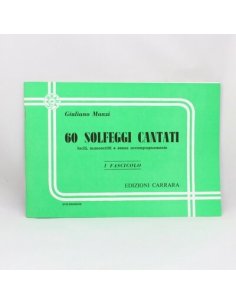 Giuliano Manzi
60 SOLFEGGI CANTATI
facili, manoscritti e senza accompagnamento
I FASCICOLO
EDIZIONI CARRARA